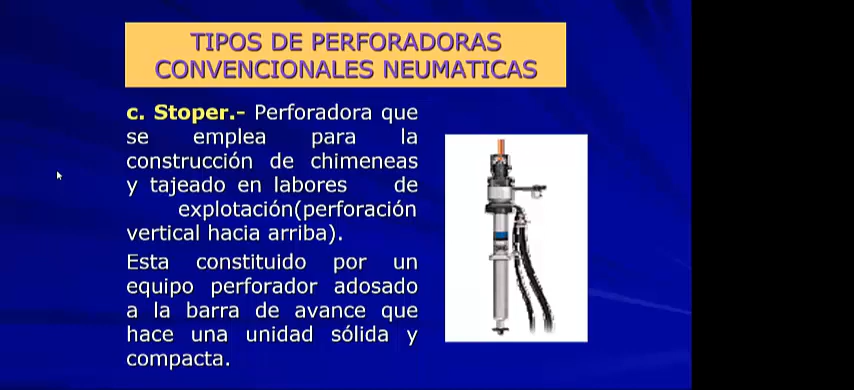 TIPOS DE PERFORADORAS
CONVENCIONALES NEUMATICAS
c. Stoper.- Perforadora que
se emplea para la
construcción de chimeneas
y tajeado en labores de
explotación(perforación
vertical hacia arriba).
Esta constituido por un
equipo perforador adosado
a la barra de avance que
hace una unidad sólida y
compacta.